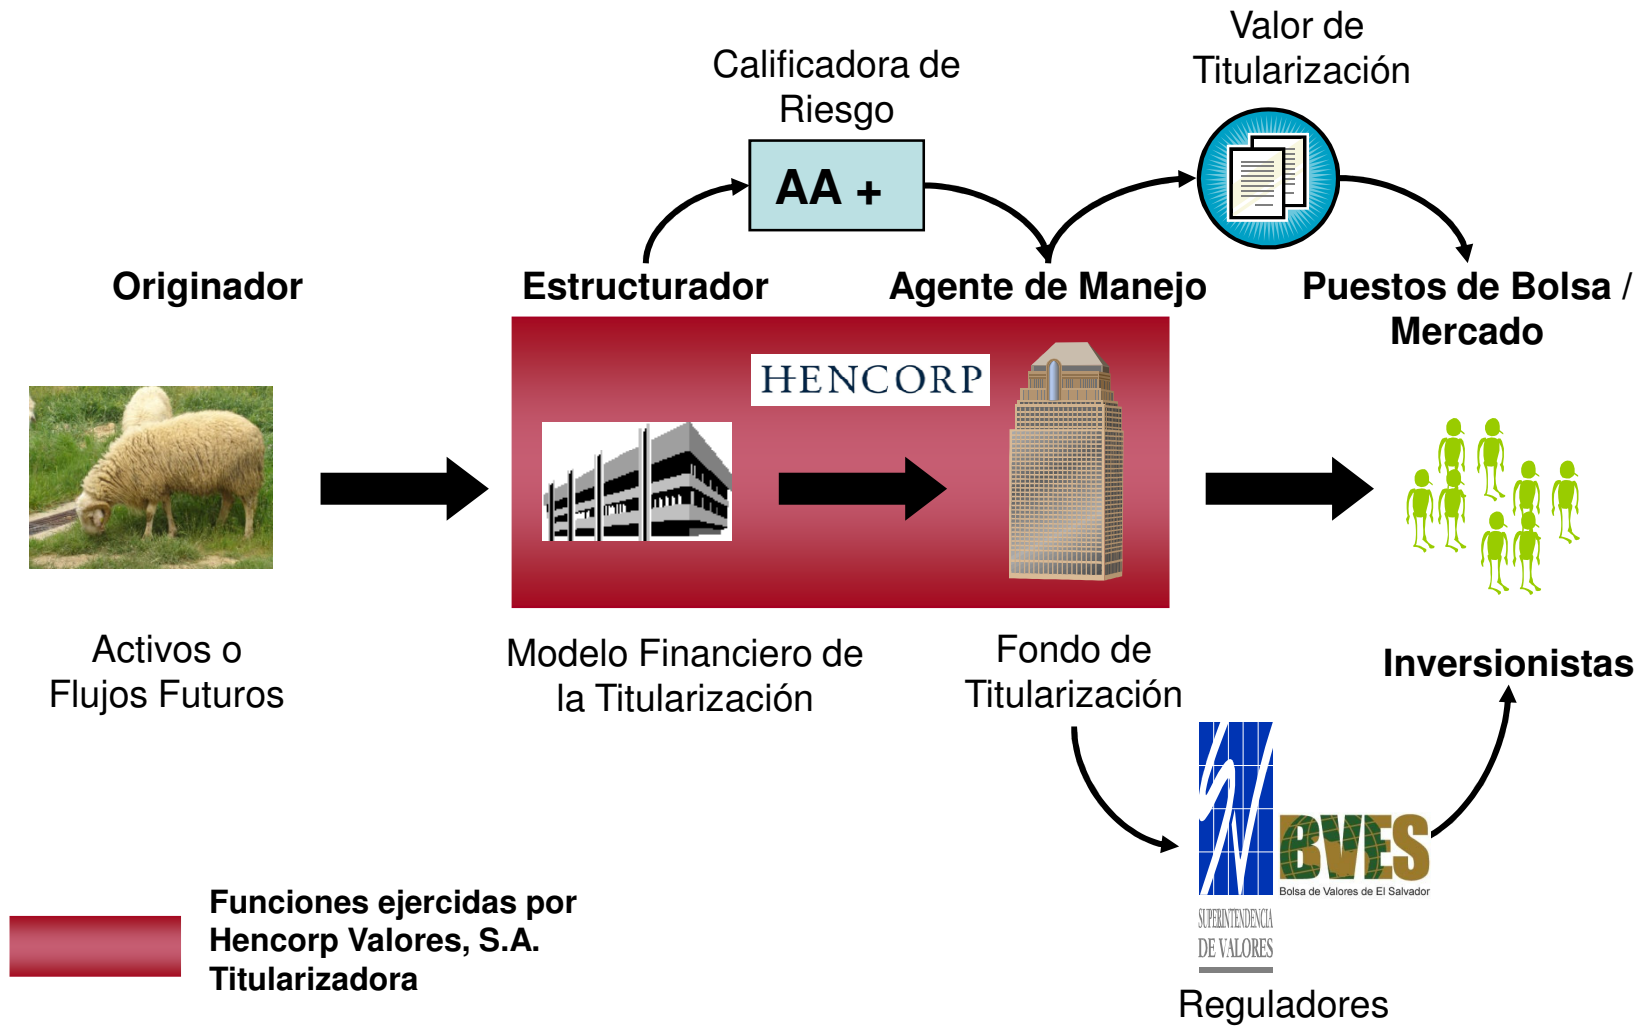 Calificadora de
Riesgo
AA +
Valor de
Titularización
Originador
Estructurador
Agente de Manejo
Puestos de Bolsa /
Mercado
HENCORP
Activos o
Flujos Futuros
Modelo Financiero de
la Titularización
Fondo de
Titularización
Inversionistas
BVES
Bolsa de Valores de El Salvador
SUPERINTENDENCIA
DE VALORES
Reguladores
Funciones ejercidas por
Hencorp Valores, S.A.
Titularizadora